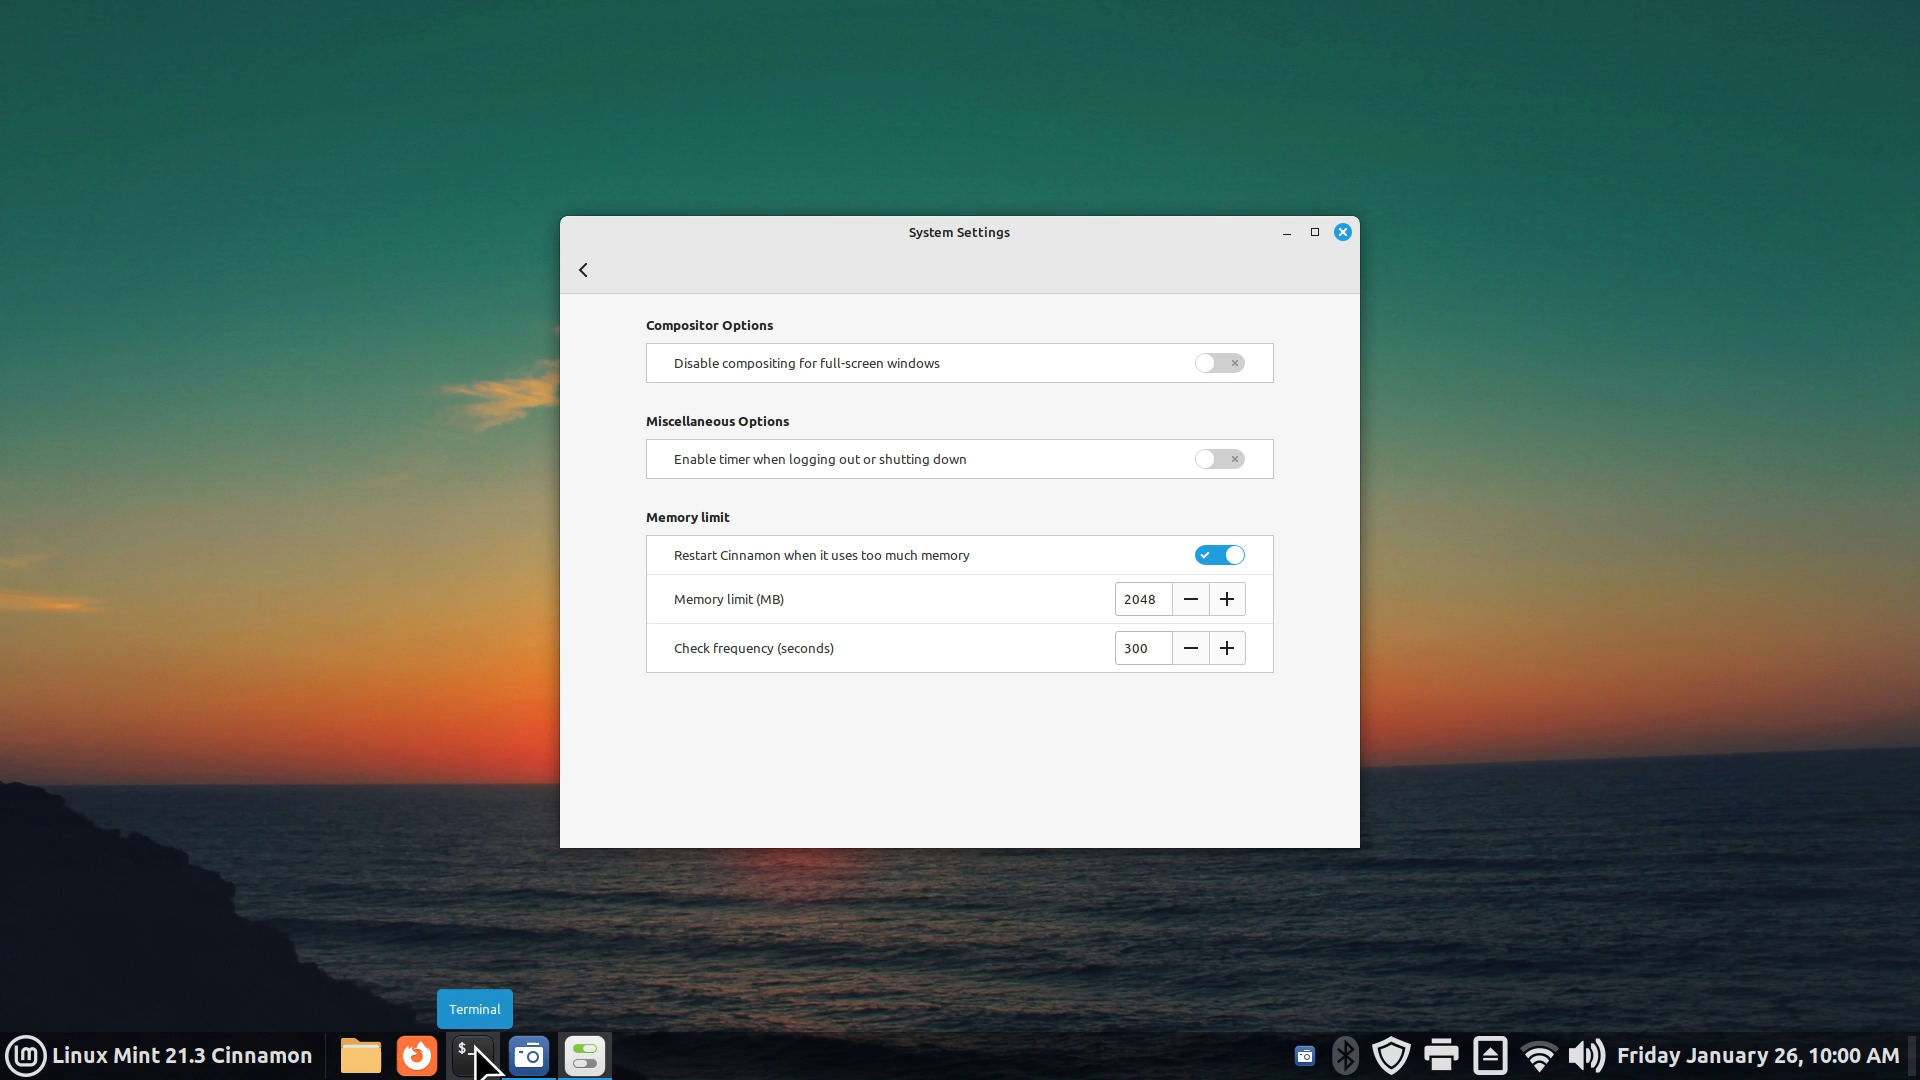 System Settings
Compositor Options
Disable compositing for full-screen windows
Miscellaneous Options
Enable timer when logging out or shutting down
Memory limit
Restart Cinnamon when it uses too much memory
Memory limit (MB)
2048
Check frequency (seconds)
300
Terminal
Linux Mint 21.3 Cinnamon
$_
Friday January 26, 10:00 AM